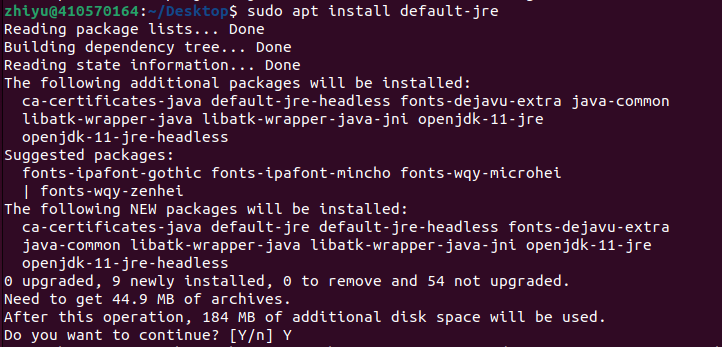 zhiyu@410570164:~/Desktop$ sudo apt install default-jre
Reading package lists... Done
Building dependency tree... Done
Reading state information... Done
The following additional packages will be installed:
  ca-certificates-java default-jre-headless fonts-dejavu-extra java-common
  libatk-wrapper-java libatk-wrapper-java-jni openjdk-11-jre
  openjdk-11-jre-headless
Suggested packages:
  fonts-ipafont-gothic fonts-ipafont-mincho fonts-wqy-microhei
  | fonts-wqy-zenhei
The following NEW packages will be installed:
  ca-certificates-java default-jre default-jre-headless fonts-dejavu-extra
  java-common libatk-wrapper-java libatk-wrapper-java-jni openjdk-11-jre
  openjdk-11-jre-headless
0 upgraded, 9 newly installed, 0 to remove and 54 not upgraded.
Need to get 44.9 MB of archives.
After this operation, 184 MB of additional disk space will be used.
Do you want to continue? [Y/n] Y